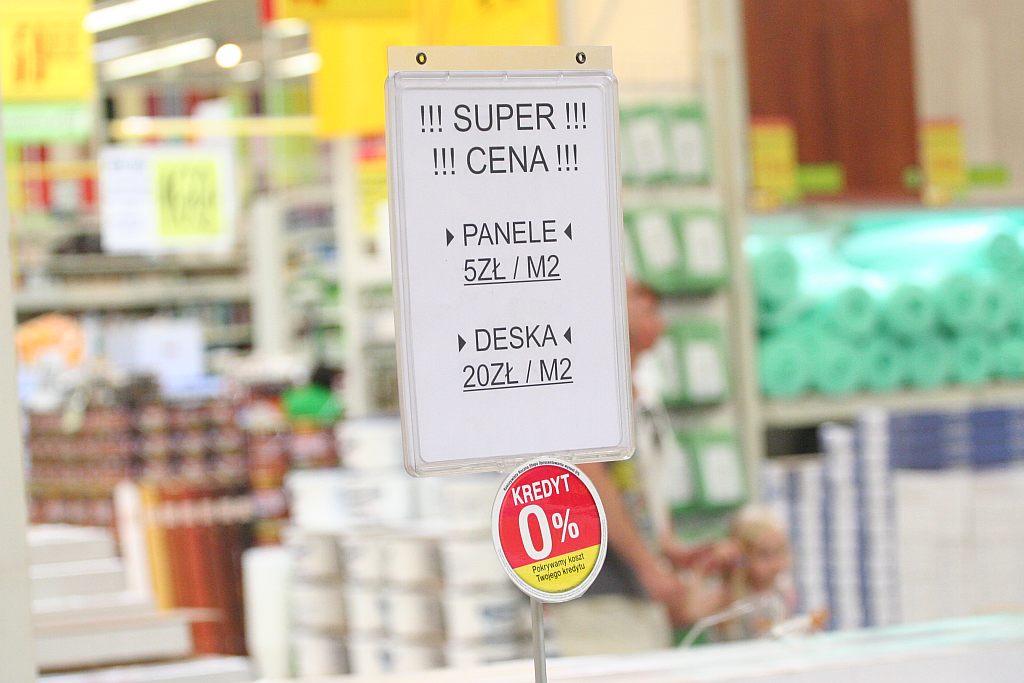 !!! SUPER !!!
!!! CENA !!!
PANELE
5ZŁ / M2
DESKA
20ZŁ / M2
KREDYT
0%
Pokrywamy koszt
Twojego kredytu